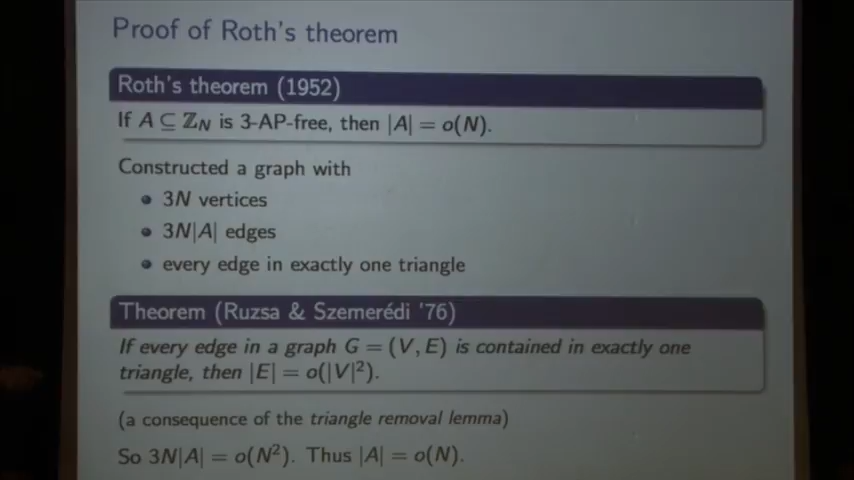 Proof of Roth's theorem
Roth's theorem (1952)
If A ⊆ ℤ_N is 3-AP-free, then |A| = o(N).
Constructed a graph with
3N vertices
3N|A| edges
every edge in exactly one triangle
Theorem (Ruzsa & Szemerédi '76)
If every edge in a graph G = (V, E) is contained in exactly one
triangle, then |E| = o(|V|²).
(a consequence of the triangle removal lemma)
So 3N|A| = o(N²). Thus |A| = o(N).